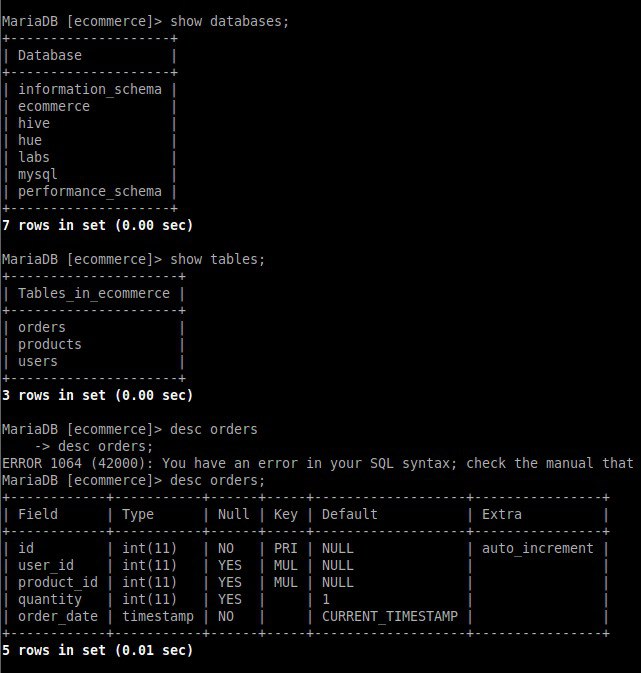 MariaDB [ecommerce]> show databases;
+--------------------+
| Database           |
+--------------------+
| information_schema |
| ecommerce          |
| hive               |
| hue                |
| labs               |
| mysql              |
| performance_schema |
+--------------------+
7 rows in set (0.00 sec)
MariaDB [ecommerce]> show tables;
+---------------------+
| Tables_in_ecommerce |
+---------------------+
| orders              |
| products            |
| users               |
+---------------------+
3 rows in set (0.00 sec)
MariaDB [ecommerce]> desc orders
    -> desc orders;
ERROR 1064 (42000): You have an error in your SQL syntax; check the manual that
MariaDB [ecommerce]> desc orders;
+------------+-----------+------+-----+-------------------+----------------+
| Field      | Type      | Null | Key | Default           | Extra          |
+------------+-----------+------+-----+-------------------+----------------+
| id         | int(11)   | NO   | PRI | NULL              | auto_increment |
| user_id    | int(11)   | YES  | MUL | NULL              |                |
| product_id | int(11)   | YES  | MUL | NULL              |                |
| quantity   | int(11)   | YES  |     | 1                 |                |
| order_date | timestamp | NO   |     | CURRENT_TIMESTAMP |                |
+------------+-----------+------+-----+-------------------+----------------+
5 rows in set (0.01 sec)